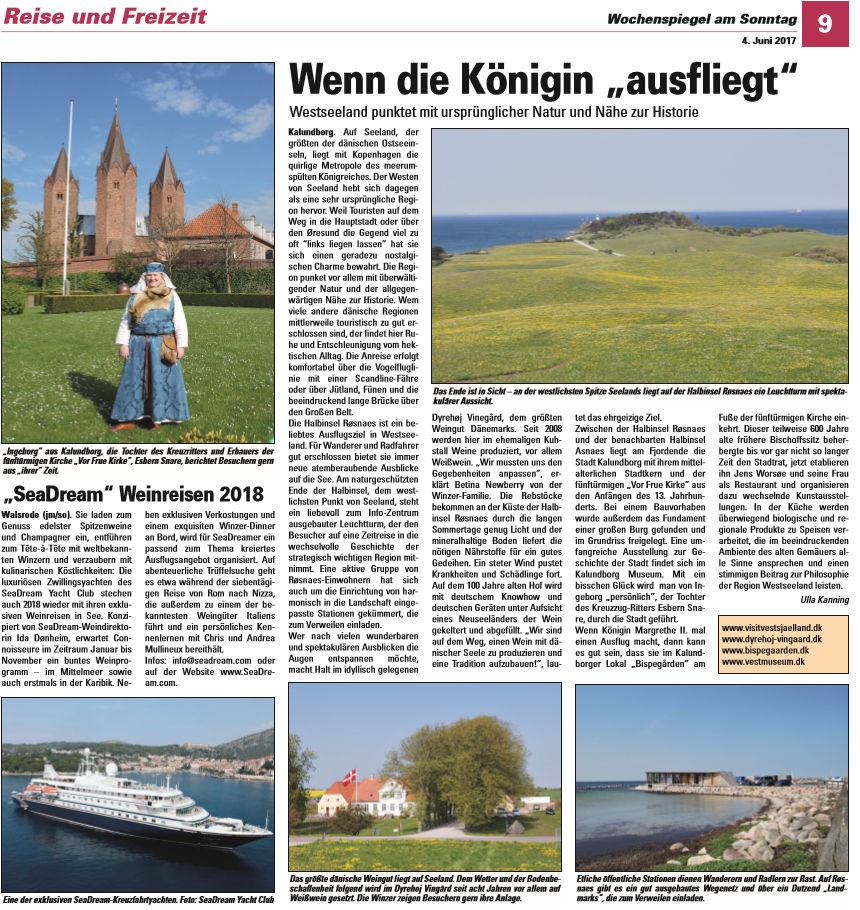 Reise und Freizeit
Wochenspiegel am Sonntag
9
4. Juni 2017
Wenn die Königin „ausfliegt“
Westseeland punktet mit ursprünglicher Natur und Nähe zur Historie
„Ingeborg“ aus Kalundborg, die Tochter des Kreuzritters und Erbauers der
fünftürmigen Kirche „Vor Frue Kirke“, Esbern Snare, berichtet Besuchern gern
aus „ihrer“ Zeit.
Kalundborg. Auf Seeland, der
größten der dänischen Ostseein-
seln, liegt mit Kopenhagen die
quirlige Metropole des meerum-
spülten Königreiches. Der Westen
von Seeland hebt sich dagegen
als eine sehr ursprüngliche Regi-
on hervor. Weil Touristen auf dem
Weg in die Hauptstadt oder über
den Øresund die Gegend viel zu
oft “links liegen lassen” hat sie
sich einen geradezu nostalgi-
schen Charme bewahrt. Die Regi-
on punket vor allem mit überwälti-
gender Natur und der allgegen-
wärtigen Nähe zur Historie. Wem
viele andere dänische Regionen
mittlerweile touristisch zu gut er-
schlossen sind, der findet hier Ru-
he und Entschleunigung vom hek-
tischen Alltag. Die Anreise erfolgt
komfortabel über die Vogelflugli-
nie mit einer Scandline-Fähre
oder über Jütland, Fünen und die
beeindruckend lange Brücke über
den Großen Belt.
Die Halbinsel Røsnaes ist ein be-
liebtes Ausflugsziel in Westsee-
land. Für Wanderer und Radfahrer
gut erschlossen bietet sie immer
neue atemberaubende Ausblicke
auf die See. Am naturgeschützten
Ende der Halbinsel, dem west-
lichsten Punkt von Seeland, steht
ein liebevoll zum Info-Zentrum
ausgebauter Leuchtturm, der den
Besucher auf eine Zeitreise in die
wechselvolle Geschichte der
strategisch wichtigen Region mit-
nimmt. Eine aktive Gruppe von
Røsnaes-Einwohnern hat sich
auch um die Einrichtung von har-
monisch in die Landschaft einge-
passte Stationen gekümmert, die
zum Verweilen einladen.
Wer nach vielen wunderbaren
und spektakulären Ausblicken die
Augen entspannen möchte,
macht Halt im idyllisch gelegenen
Das Ende ist in Sicht – an der westlichsten Spitze Seelands liegt auf der Halbinsel Røsnaes ein Leuchtturm mit spekta-
kulärer Aussicht.
Dyrehøj Vinegård, dem größten
Weingut Dänemarks. Seit 2008
werden hier im ehemaligen Kuh-
stall Weine produziert, vor allem
Weißwein. „Wir mussten uns den
Gegebenheiten anpassen“, er-
klärt Betina Newberry von der
Winzer-Familie. Die Rebstöcke
bekommen an der Küste der Halb-
insel Røsnaes durch die langen
Sommertage genug Licht und der
mineralhaltige Boden liefert die
nötigen Nährstoffe für ein gutes
Gedeihen. Ein steter Wind pustet
Krankheiten und Schädlinge fort.
Auf dem 100 Jahre alten Hof wird
mit deutschem Knowhow und
deutschen Geräten unter Aufsicht
eines Neuseeländers der Wein
gekeltert und abgefüllt. „Wir sind
auf dem Weg, einen Wein mit dä-
nischer Seele zu produzieren und
eine Tradition aufzubauen!“, lau-
tet das ehrgeizige Ziel.
Zwischen der Halbinsel Røsnaes
und der benachbarten Halbinsel
Asnaes liegt am Fjordende die
Stadt Kalundborg mit ihrem mittel-
alterlichen Stadtkern und der
fünftürmigen „Vor Frue Kirke“ aus
den Anfängen des 13. Jahrhun-
derts. Bei einem Bauvorhaben
wurde außerdem das Fundament
einer großen Burg gefunden und
im Grundriss freigelegt. Eine um-
fangreiche Ausstellung zur Ge-
schichte der Stadt findet sich im
Kalundborg Museum. Mit ein
bisschen Glück wird man von In-
geborg „persönlich“, der Tochter
des Kreuzzug-Ritters Esbern Sna-
re, durch die Stadt geführt.
Wenn Königin Margrethe II. mal
einen Ausflug macht, dann kann
es gut sein, dass sie im Kalund-
borger Lokal „Bispegården“ am
Fuße der fünftürmigen Kirche ein-
kehrt. Dieser teilweise 600 Jahre
alte frühere Bischoffssitz beher-
bergte bis vor gar nicht so langer
Zeit den Stadtrat, jetzt etablieren
ihn Jens Worsøe und seine Frau
als Restaurant und organisieren
dazu wechselnde Kunstausstel-
lungen. In der Küche werden
überwiegend biologische und re-
gionale Produkte zu Speisen ver-
arbeitet, die im beeindruckenden
Ambiente des alten Gemäuers al-
le Sinne ansprechen und einen
stimmigen Beitrag zur Philosophie
der Region Westseeland leisten.
Ulla Kanning
www.visitvestsjaelland.dk
www.dyrehoj-vingaard.dk
www.bispegaarden.dk
www.vestmuseum.dk
„SeaDream“ Weinreisen 2018
Walsrode (jm/so). Sie laden zum
Genuss edelster Spitzenweine
und Champagner ein, entführen
zum Tête-à-Tête mit weltbekann-
ten Winzern und verzaubern mit
kulinarischen Köstlichkeiten: Die
luxuriösen Zwillingsyachten des
SeaDream Yacht Club stechen
auch 2018 wieder mit ihren exklu-
siven Weinreisen in See. Konzi-
piert von SeaDream-Weindirekto-
rin Ida Dønheim, erwartet Con-
noisseure im Zeitraum Januar bis
November ein buntes Weinpro-
gramm – im Mittelmeer sowie
auch erstmals in der Karibik. Ne-
ben exklusiven Verkostungen und
einem exquisiten Winzer-Dinner
an Bord, wird für SeaDreamer ein
passend zum Thema kreiertes
Ausflugsangebot organisiert. Auf
abenteuerliche Trüffelsuche geht
es etwa während der siebentägi-
gen Reise von Rom nach Nizza,
die außerdem zu einem der be-
kanntesten Weingüter Italiens
führt und ein persönliches Ken-
nenlernen mit Chris und Andrea
Mullineux bereithält.
Infos: info@seadream.com oder
auf der Website www.SeaDre-
am.com.
Eine der exklusiven SeaDream-Kreuzfahrtyachten. Foto: SeaDream Yacht Club
Das größte dänische Weingut liegt auf Seeland. Dem Wetter und der Bodenbe-
schaffenheit folgend wird im Dyrehoj Vingård seit acht Jahren vor allem auf
Weißwein gesetzt. Die Winzer zeigen Besuchern gern ihre Anlage.
Etliche öffentliche Stationen dienen Wanderern und Radlern zur Rast. Auf Røs-
naes gibt es ein gut ausgebautes Wegenetz und über ein Dutzend „Land-
marks“, die zum Verweilen einladen.